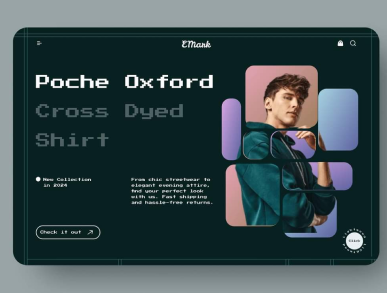 EMark
Poche Oxford
Cross Dyed
Shirt
New Collection
in 2024
From chic streetwear to
elegant evening attire,
find your perfect look
with us. Fast shipping
and hassle-free returns.
Check it out